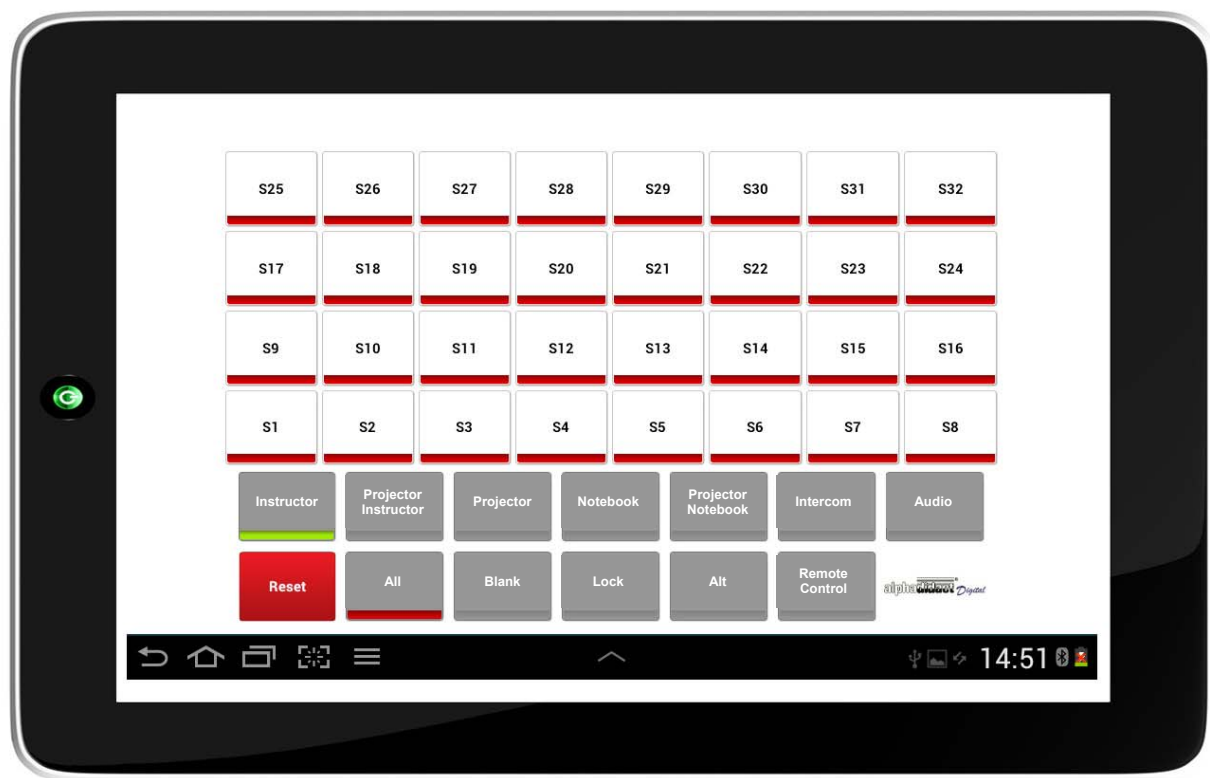 S25 S26 S27 S28 S29 S30 S31 S32
S17 S18 S19 S20 S21 S22 S23 S24
S9 S10 S11 S12 S13 S14 S15 S16
S1 S2 S3 S4 S5 S6 S7 S8
Instructor
Projector
Instructor
Projector
Notebook
Projector
Notebook
Intercom
Audio
Reset
All
Blank
Lock
Alt
Remote
Control
alphadidact Digital
14:51